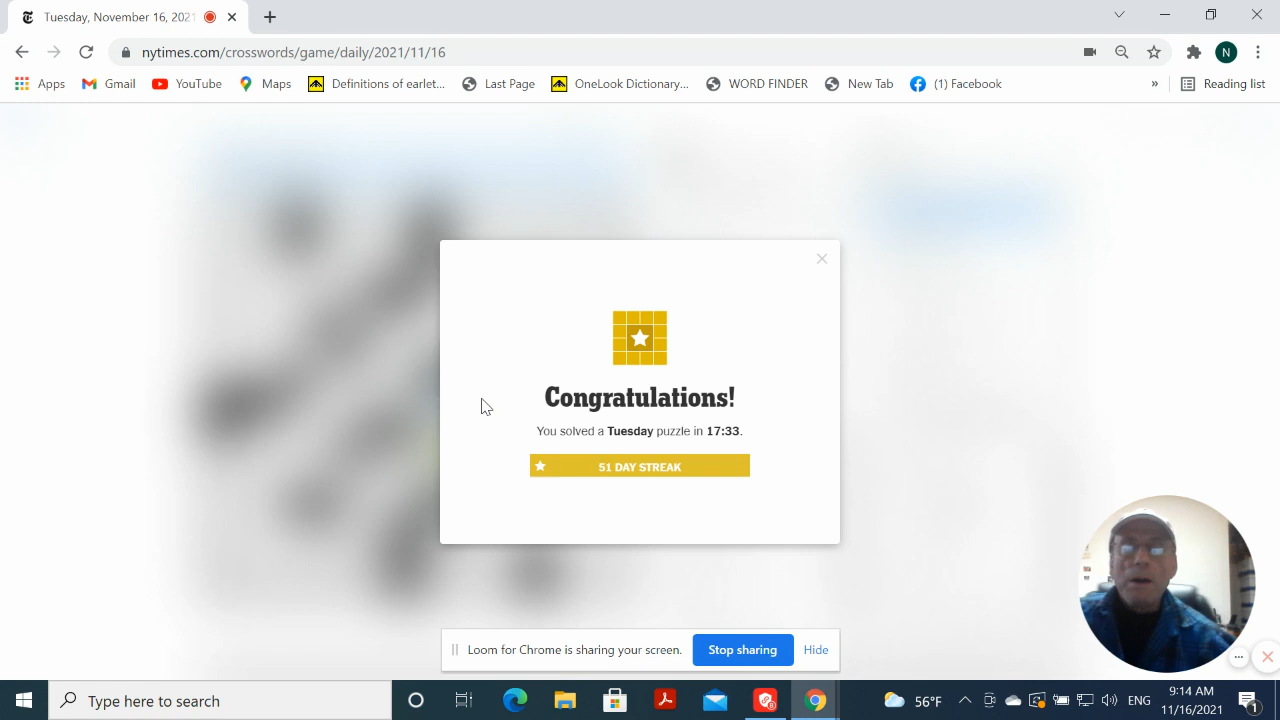 Tuesday, November 16, 2021
nytimes.com/crosswords/game/daily/2021/11/16
N
Apps Gmail YouTube Maps Definitions of earlet... Last Page OneLook Dictionary... WORD FINDER New Tab (1) Facebook » Reading list
Congratulations!
You solved a Tuesday puzzle in 17:33.
51 DAY STREAK
Loom for Chrome is sharing your screen. Stop sharing Hide
Type here to search
56°F
ENG
9:14 AM
11/16/2021
1